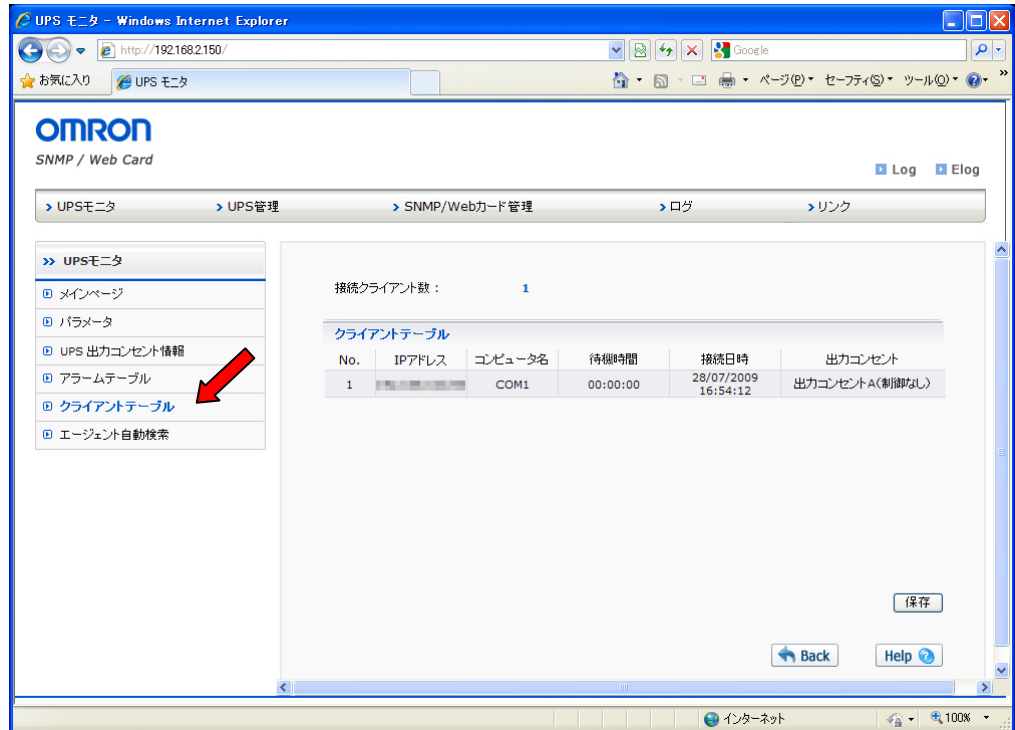 UPS モニタ - Windows Internet Explorer
http://192.168.2.150/
Google
お気に入り UPS モニタ ページ(P) セーフティ(S) ツール(O) »
OMRON
SNMP / Web Card
Log Elog
UPSモニタ UPS管理 SNMP/Webカード管理 ログ リンク
UPSモニタ
メインページ
パラメータ
UPS 出力コンセント情報
アラームテーブル
クライアントテーブル
エージェント自動検索
接続クライアント数: 1
クライアントテーブル
No. IPアドレス コンピュータ名 待機時間 接続日時 出力コンセント
1 COM1 00:00:00 28/07/2009 16:54:12 出力コンセントA(制御なし)
保存
Back Help
インターネット 100%